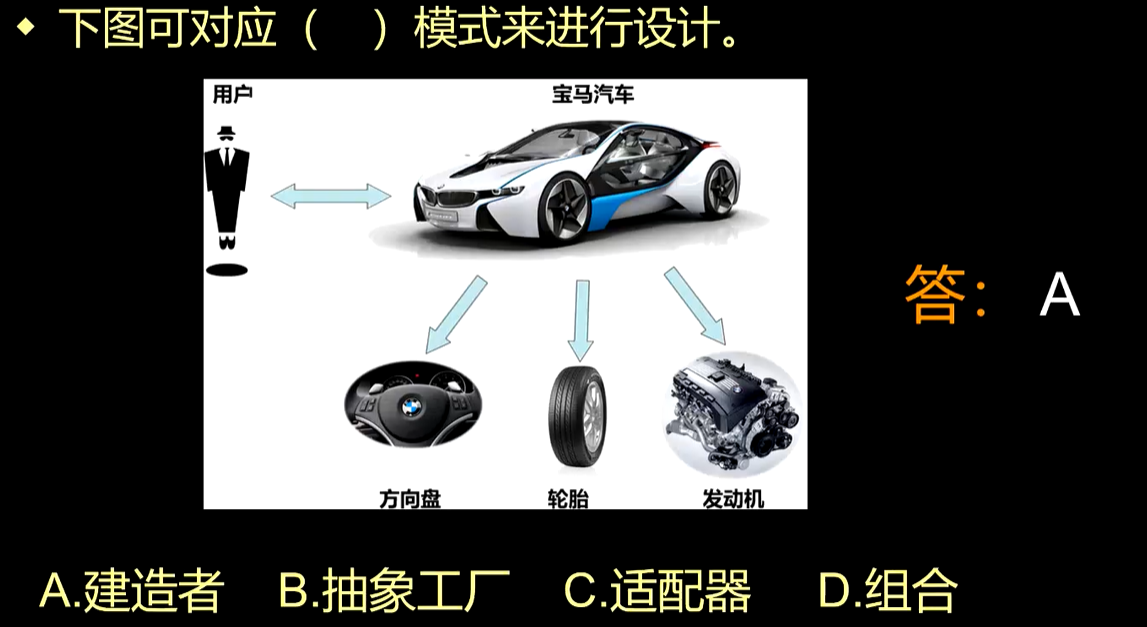 ◆ 下图可对应（ ）模式来进行设计。
用户
宝马汽车
答： A
方向盘 轮胎 发动机
A.建造者 B.抽象工厂 C.适配器 D.组合